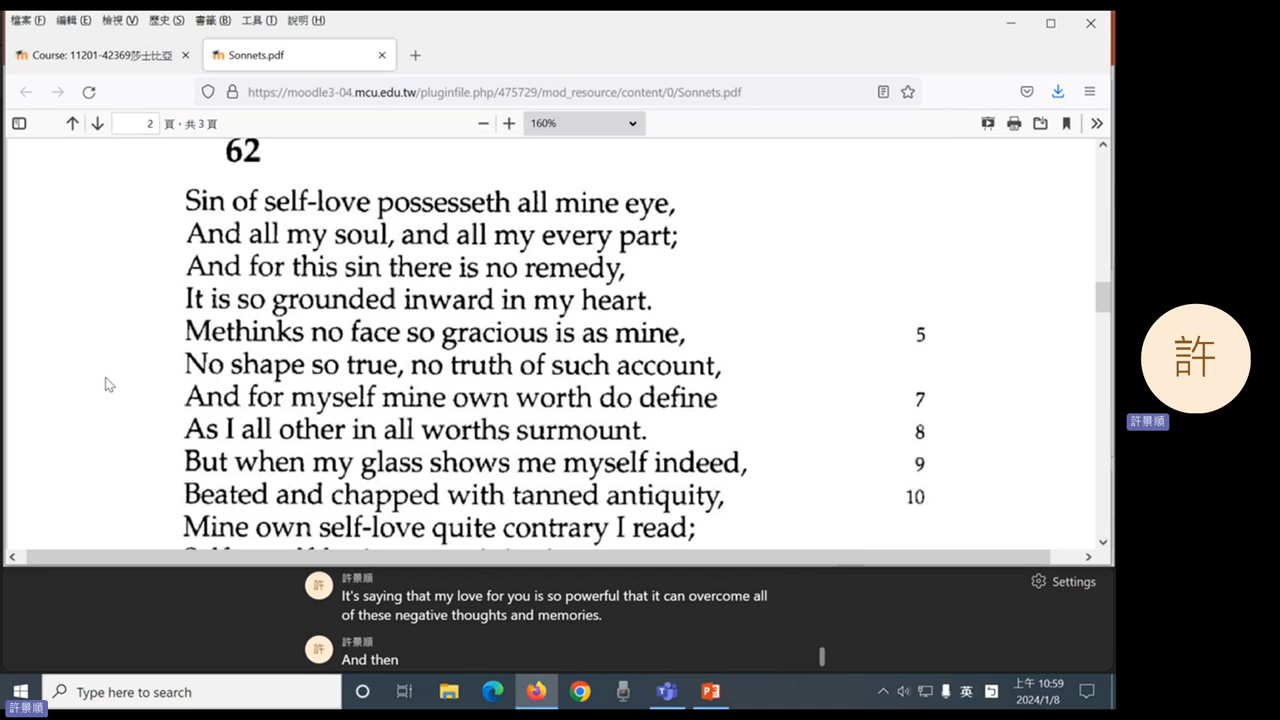 檔案(F) 編輯(E) 檢視(V) 歷史(S) 書籤(B) 工具(T) 說明(H)
Course: 11201-42369莎士比亞
Sonnets.pdf
https://moodle3-04.mcu.edu.tw/pluginfile.php/475729/mod_resource/content/0/Sonnets.pdf
2 頁,共 3 頁
160%
62
Sin of self-love possesseth all mine eye,
And all my soul, and all my every part;
And for this sin there is no remedy,
It is so grounded inward in my heart.
Methinks no face so gracious is as mine, 5
No shape so true, no truth of such account,
And for myself mine own worth do define 7
As I all other in all worths surmount. 8
But when my glass shows me myself indeed, 9
Beated and chapped with tanned antiquity, 10
Mine own self-love quite contrary I read;
許
許景順
許 許景順
It's saying that my love for you is so powerful that it can overcome all
of these negative thoughts and memories.
Settings
許 許景順
And then
Type here to search
英
上午 10:59
2024/1/8
許景順